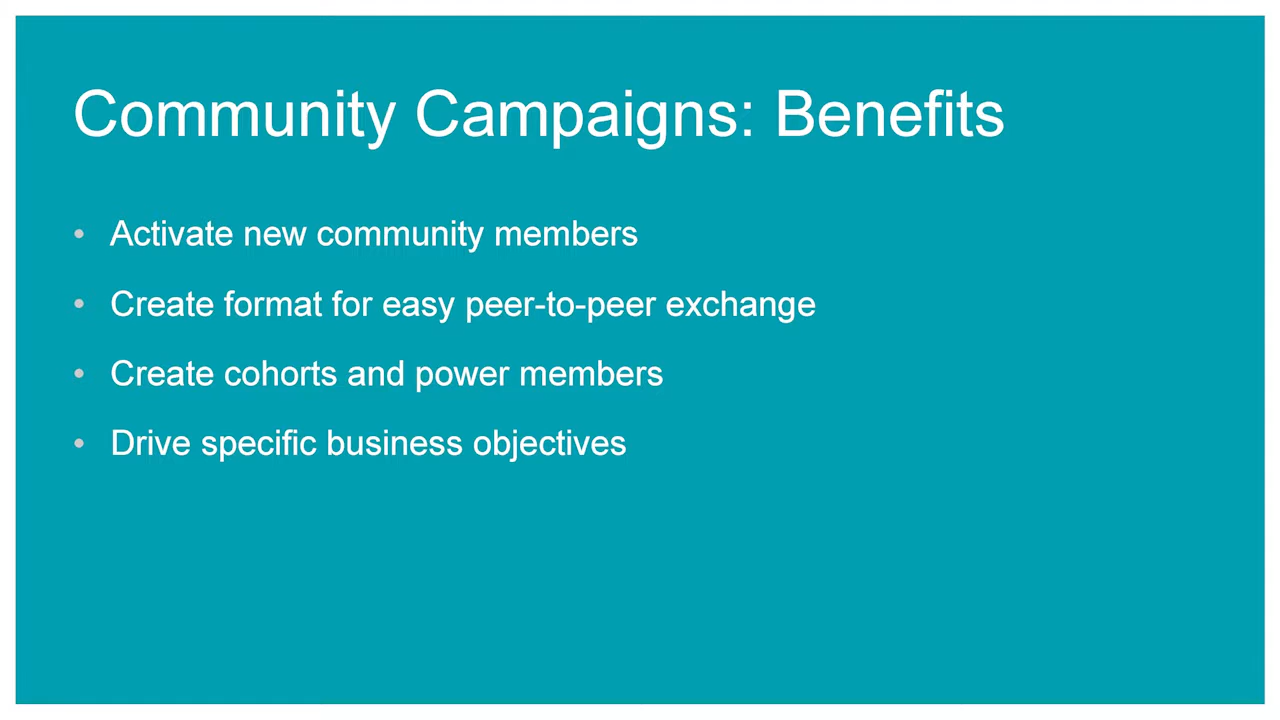 Community Campaigns: Benefits
• Activate new community members
• Create format for easy peer-to-peer exchange
• Create cohorts and power members
• Drive specific business objectives